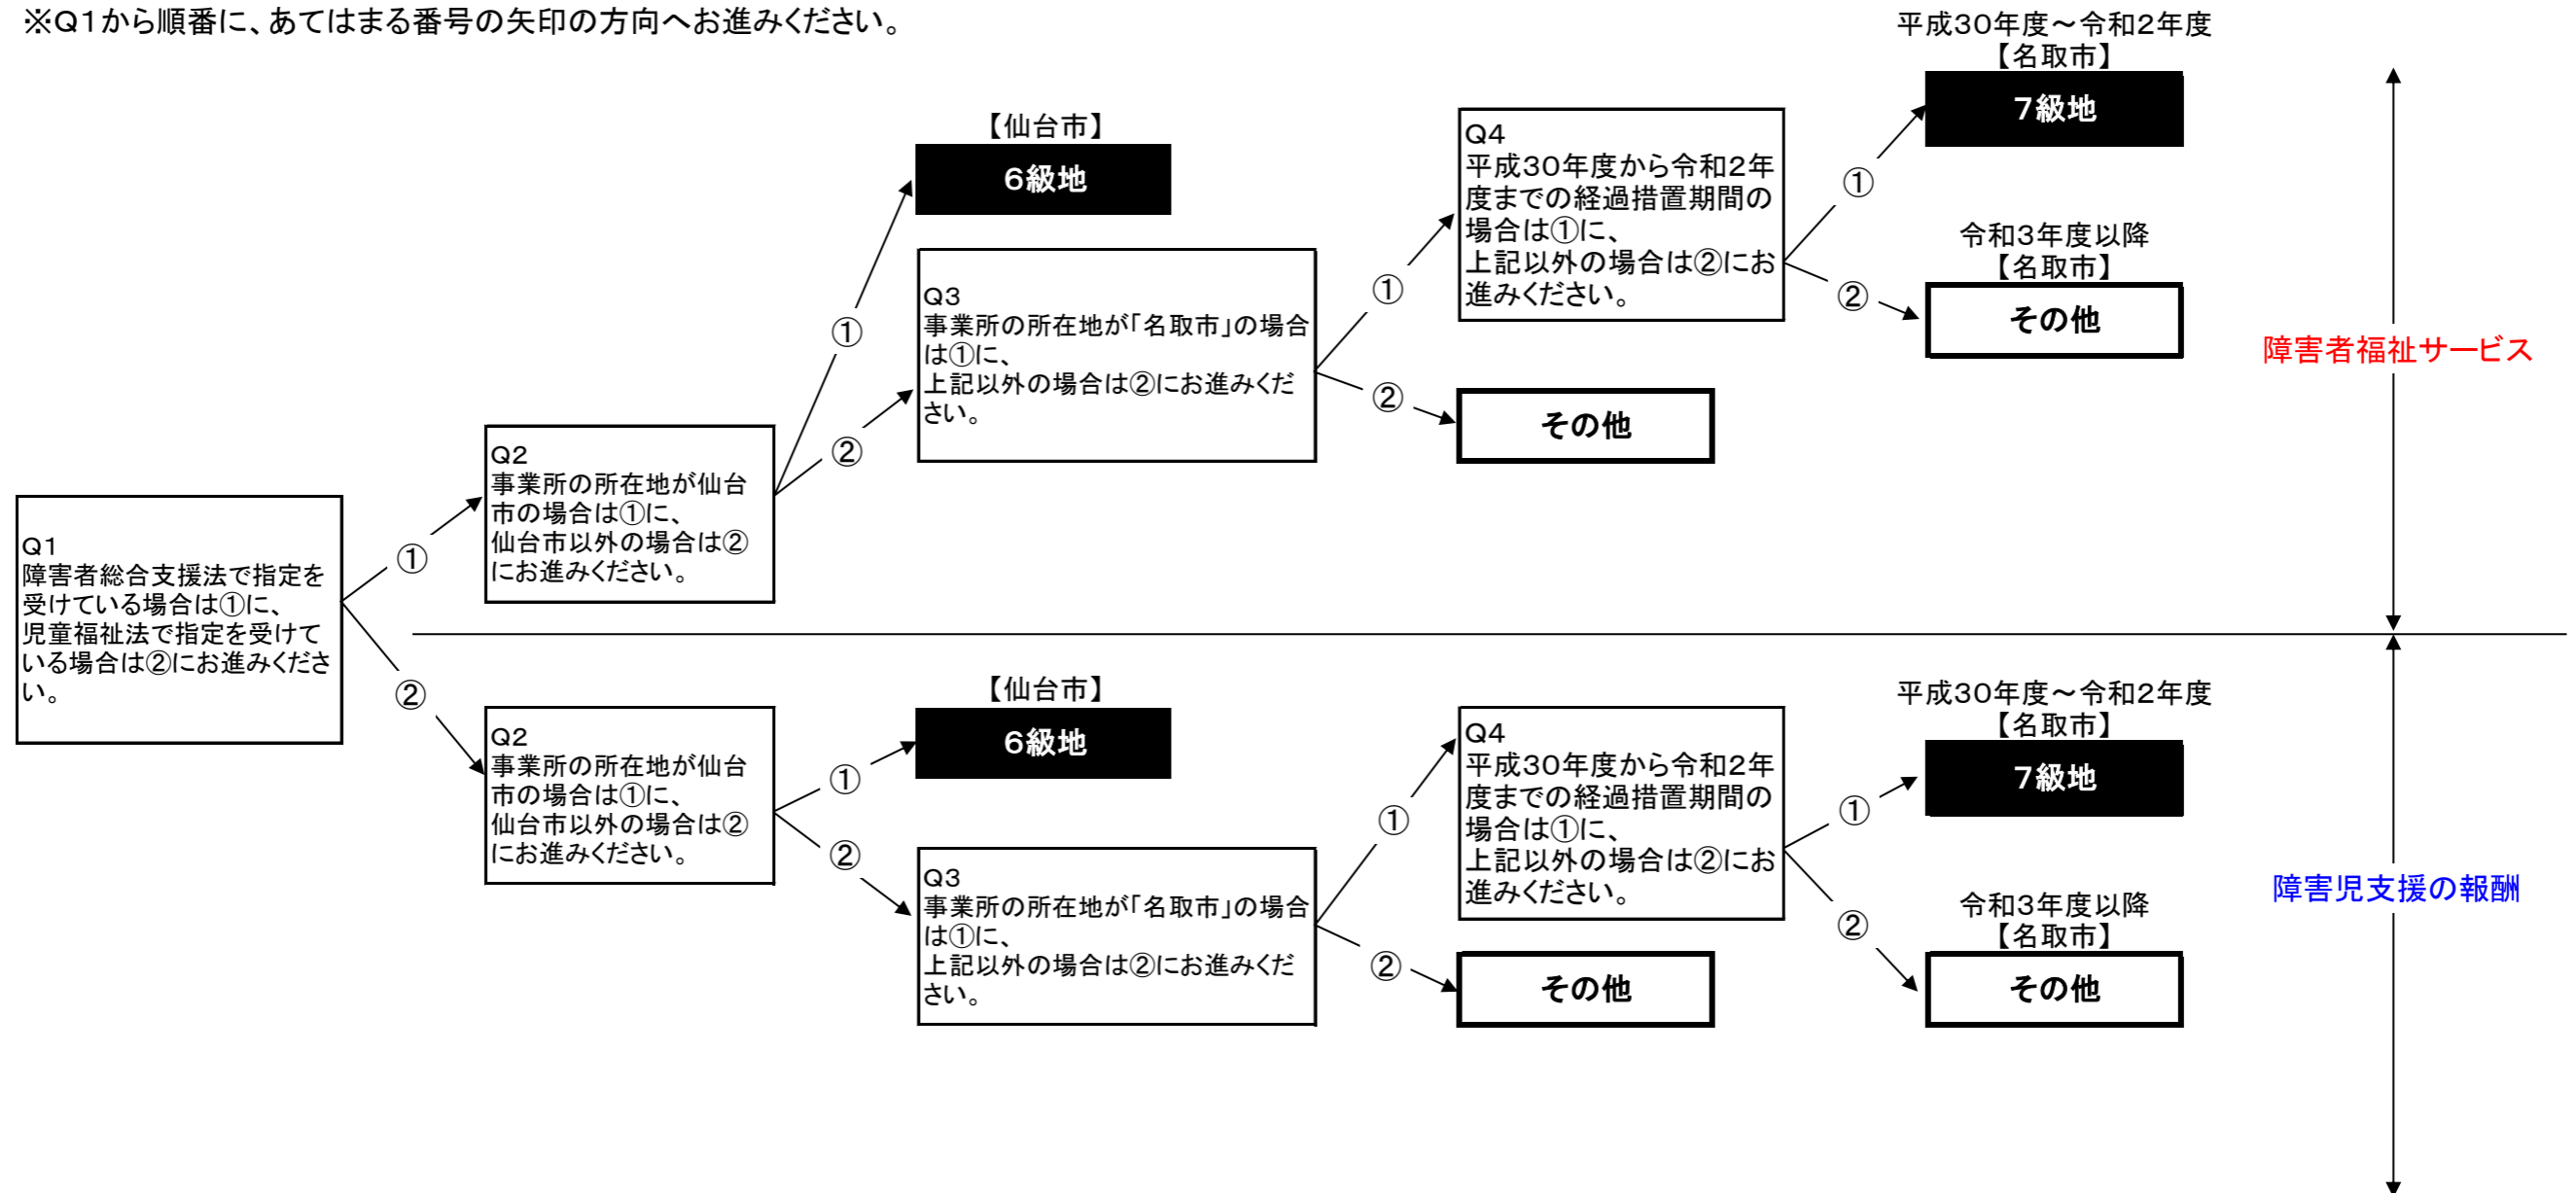 ※Q1から順番に、あてはまる番号の矢印の方向へお進みください。
Q1
障害者総合支援法で指定を
受けている場合は①に、
児童福祉法で指定を受けて
いる場合は②にお進みくださ
い。
①
②
Q2
事業所の所在地が仙台
市の場合は①に、
仙台市以外の場合は②
にお進みください。
①
②
【仙台市】
6級地
Q3
事業所の所在地が「名取市」の場合
は①に、
上記以外の場合は②にお進みくだ
さい。
①
②
Q4
平成30年度から令和2年
度までの経過措置期間の
場合は①に、
上記以外の場合は②にお
進みください。
その他
①
②
平成30年度～令和2年度
【名取市】
7級地
令和3年度以降
【名取市】
その他
障害者福祉サービス
Q2
事業所の所在地が仙台
市の場合は①に、
仙台市以外の場合は②
にお進みください。
①
②
【仙台市】
6級地
Q3
事業所の所在地が「名取市」の場合
は①に、
上記以外の場合は②にお進みくだ
さい。
①
②
Q4
平成30年度から令和2年
度までの経過措置期間の
場合は①に、
上記以外の場合は②にお
進みください。
その他
①
②
平成30年度～令和2年度
【名取市】
7級地
令和3年度以降
【名取市】
その他
障害児支援の報酬